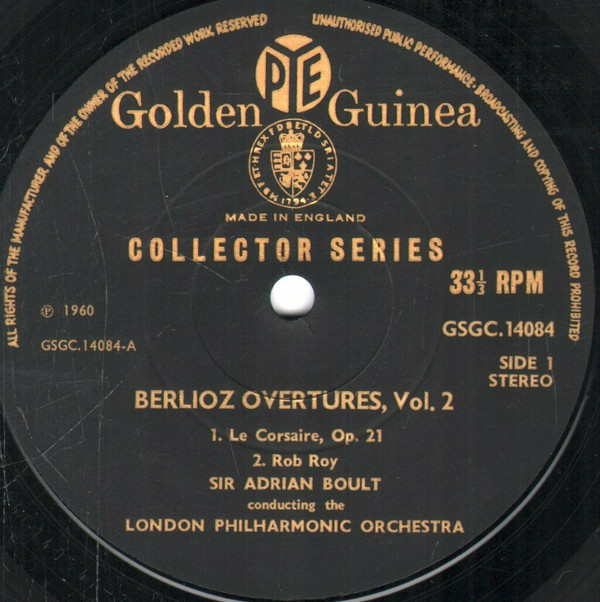 ALL RIGHTS OF THE MANUFACTURER AND OF THE OWNER OF THE RECORDED WORK RESERVED
UNAUTHORISED PUBLIC PERFORMANCE, BROADCASTING AND COPYING OF THIS RECORD PROHIBITED
PYE
Golden Guinea
1794
MADE IN ENGLAND
COLLECTOR SERIES
33⅓ RPM
℗ 1960
GSGC.14084
GSGC.14084-A
SIDE 1
STEREO
BERLIOZ OVERTURES, Vol. 2
1. Le Corsaire, Op. 21
2. Rob Roy
SIR ADRIAN BOULT
conducting the
LONDON PHILHARMONIC ORCHESTRA